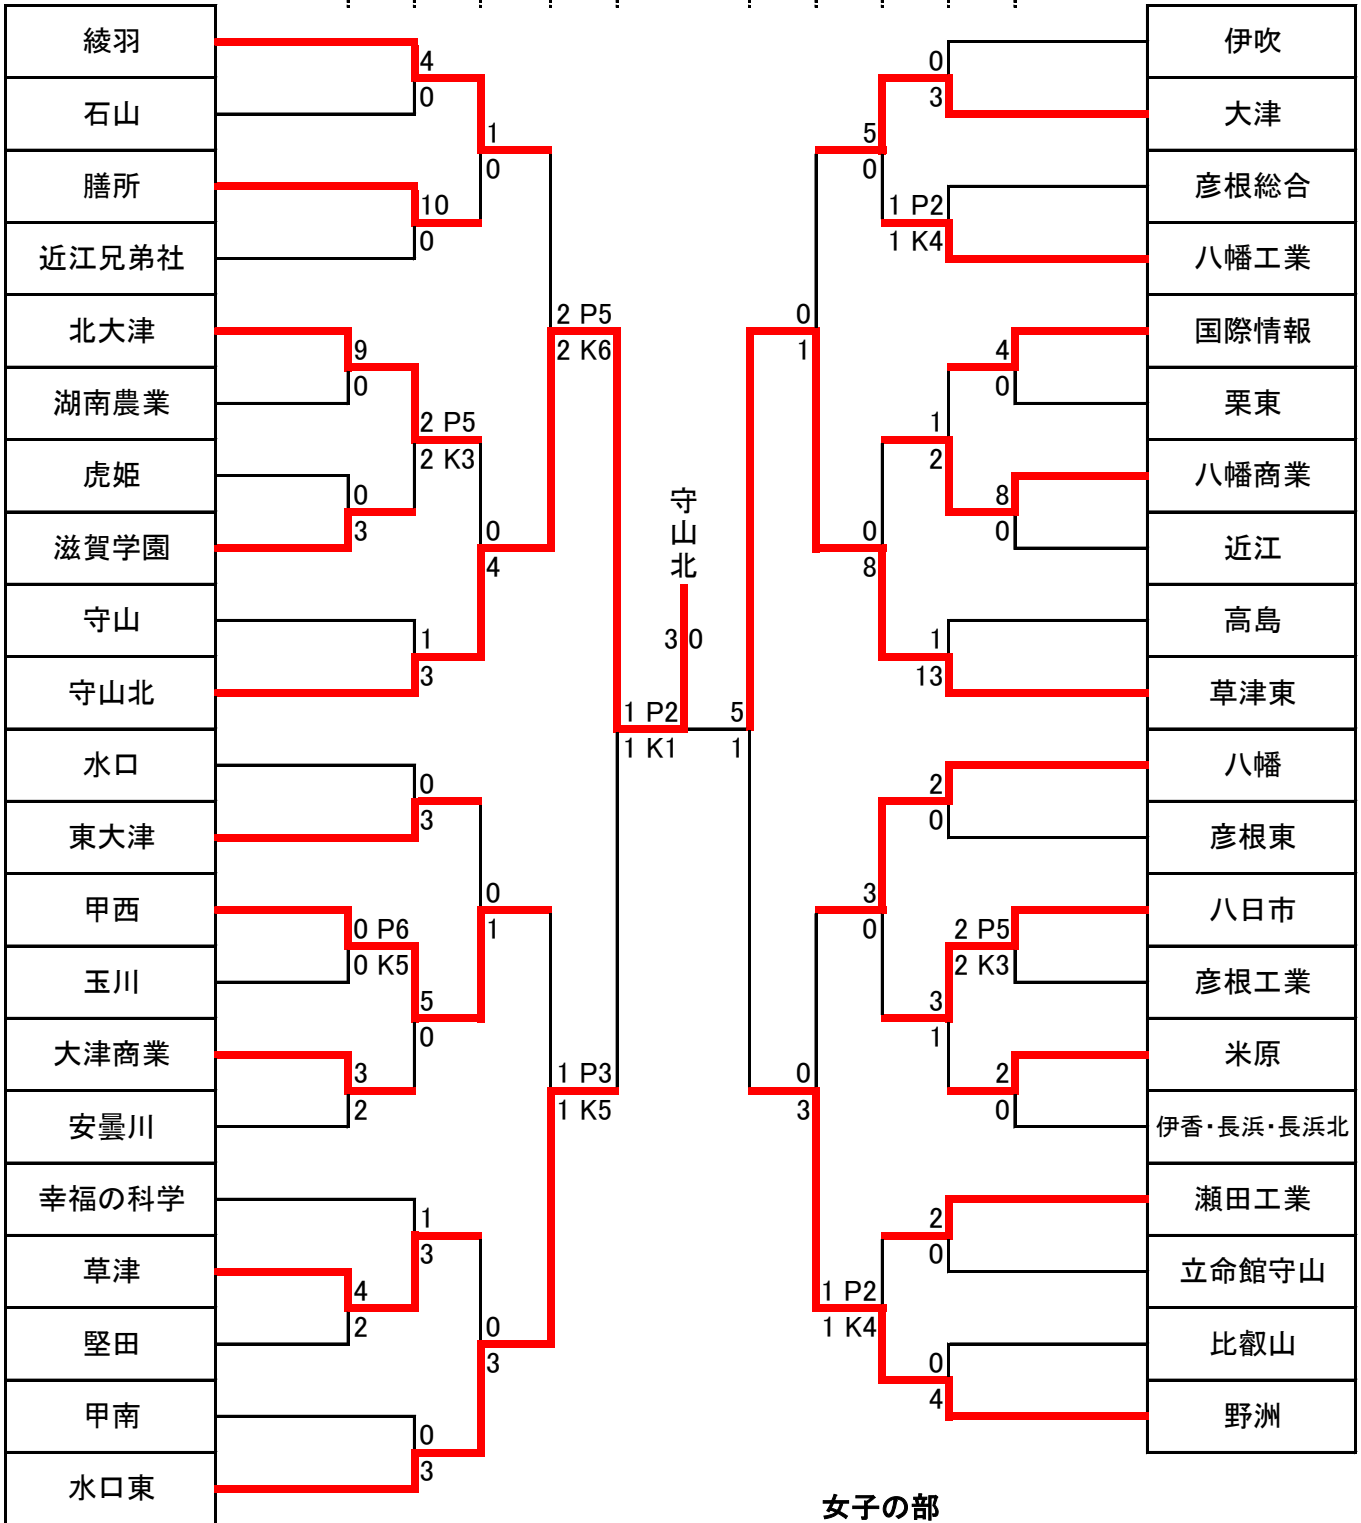 綾羽
石山
膳所
近江兄弟社
北大津
湖南農業
虎姫
滋賀学園
守山
守山北
水口
東大津
甲西
玉川
大津商業
安曇川
幸福の科学
草津
堅田
甲南
水口東
4
0
10
0
9
0
0
3
1
3
0
3
0 P6
0 K5
3
2
4
2
0
3
1
0
2 P5
2 K3
0
4
5
0
0
1
1
3
0
3
2 P5
2 K6
1 P3
1 K5
1 P2
1 K1
守山北
3 0
5
1
0
1
0
3
5
0
0
8
3
0
1 P2
1 K4
0
3
1 P2
1 K4
1
2
1
13
2
0
3
1
2
0
0
4
4
0
8
0
2 P5
2 K3
2
0
伊吹
大津
彦根総合
八幡工業
国際情報
栗東
八幡商業
近江
高島
草津東
八幡
彦根東
八日市
彦根工業
米原
伊香・長浜・長浜北
瀬田工業
立命館守山
比叡山
野洲
女子の部